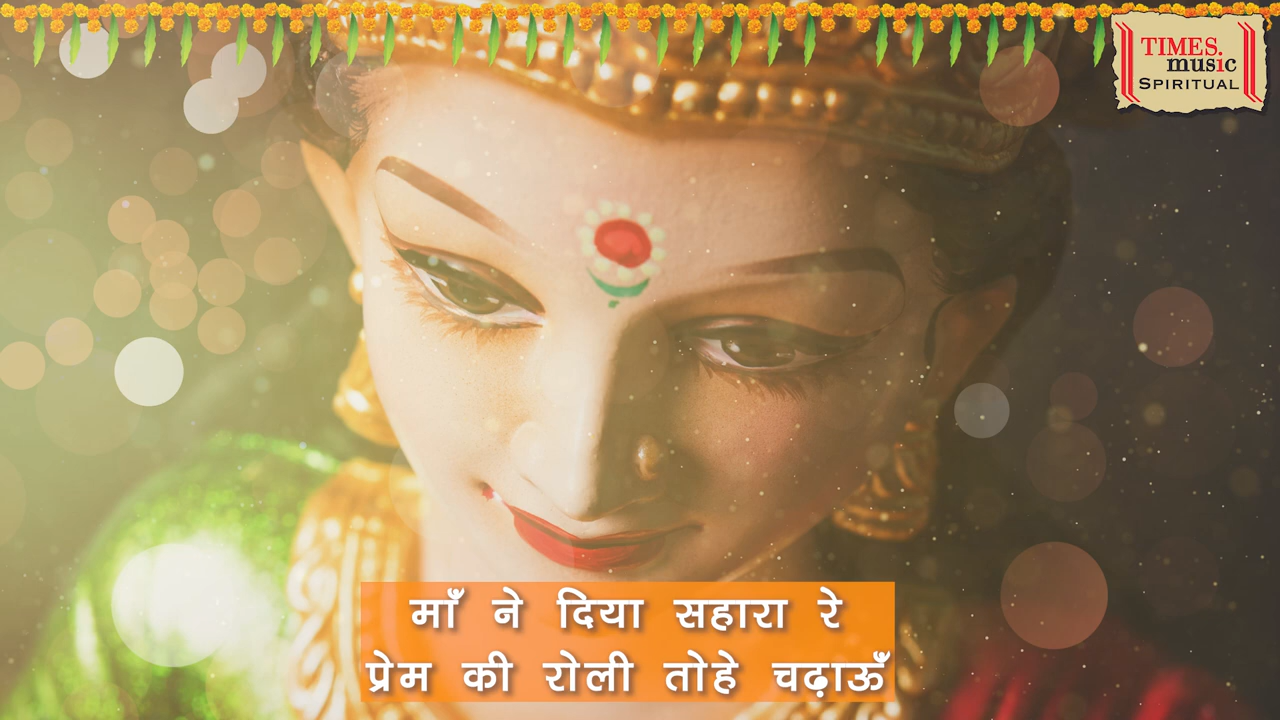 TIMES.
music
SPIRITUAL
माँ ने दिया सहारा रे
प्रेम की रोली तोहे चढ़ाऊँ